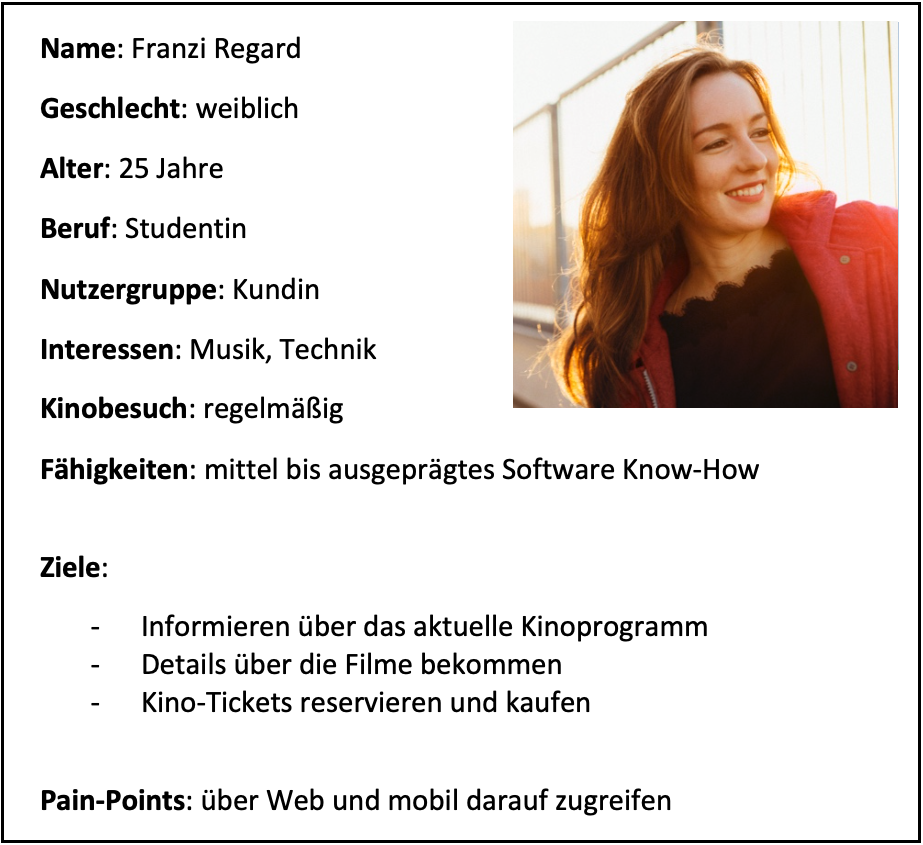 Name: Franzi Regard
Geschlecht: weiblich
Alter: 25 Jahre
Beruf: Studentin
Nutzergruppe: Kundin
Interessen: Musik, Technik
Kinobesuch: regelmäßig
Fähigkeiten: mittel bis ausgeprägtes Software Know-How
Ziele:
- Informieren über das aktuelle Kinoprogramm
- Details über die Filme bekommen
- Kino-Tickets reservieren und kaufen
Pain-Points: über Web und mobil darauf zugreifen